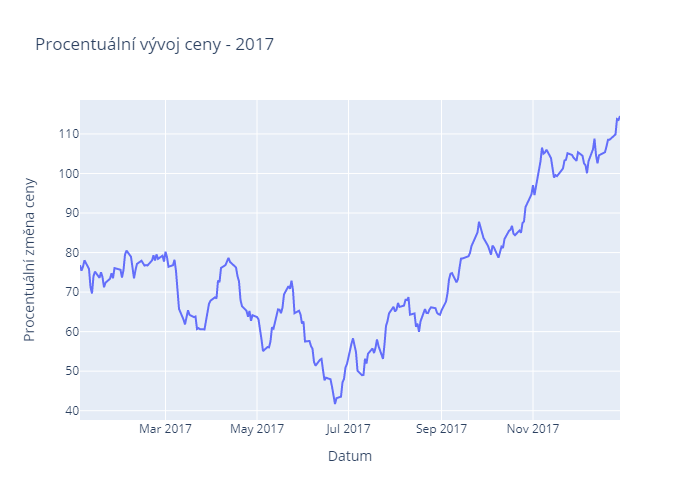 Procentuální vývoj ceny - 2017
Procentuální změna ceny
110
100
90
80
70
60
50
40
Mar 2017
May 2017
Jul 2017
Sep 2017
Nov 2017
Datum